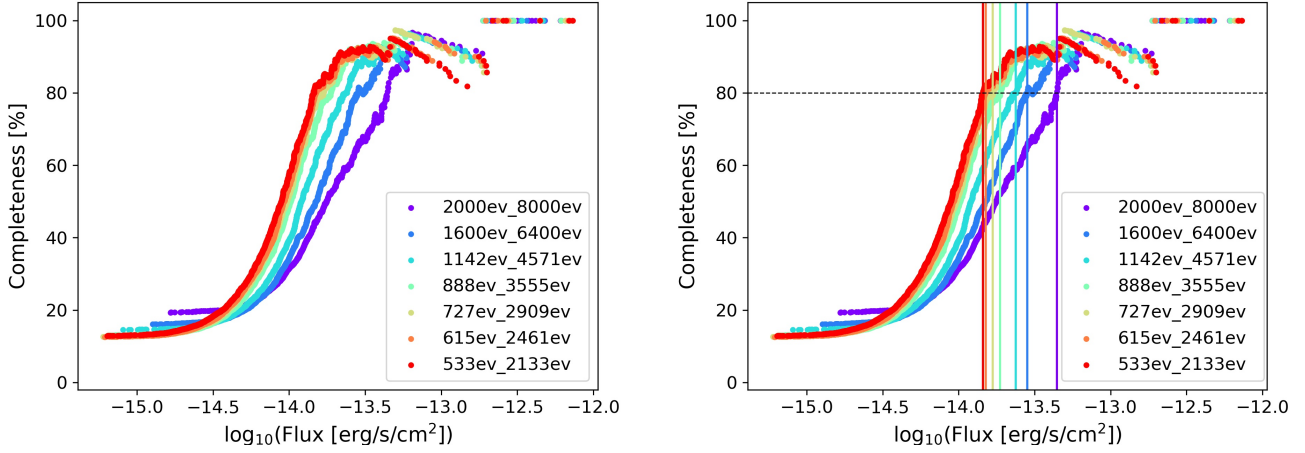 100
80
60
40
20
0
Completeness [%]
2000ev_8000ev
1600ev_6400ev
1142ev_4571ev
888ev_3555ev
727ev_2909ev
615ev_2461ev
533ev_2133ev
−15.0 −14.5 −14.0 −13.5 −13.0 −12.5 −12.0
log₁₀(Flux [erg/s/cm²])
100
80
60
40
20
0
Completeness [%]
2000ev_8000ev
1600ev_6400ev
1142ev_4571ev
888ev_3555ev
727ev_2909ev
615ev_2461ev
533ev_2133ev
−15.0 −14.5 −14.0 −13.5 −13.0 −12.5 −12.0
log₁₀(Flux [erg/s/cm²])